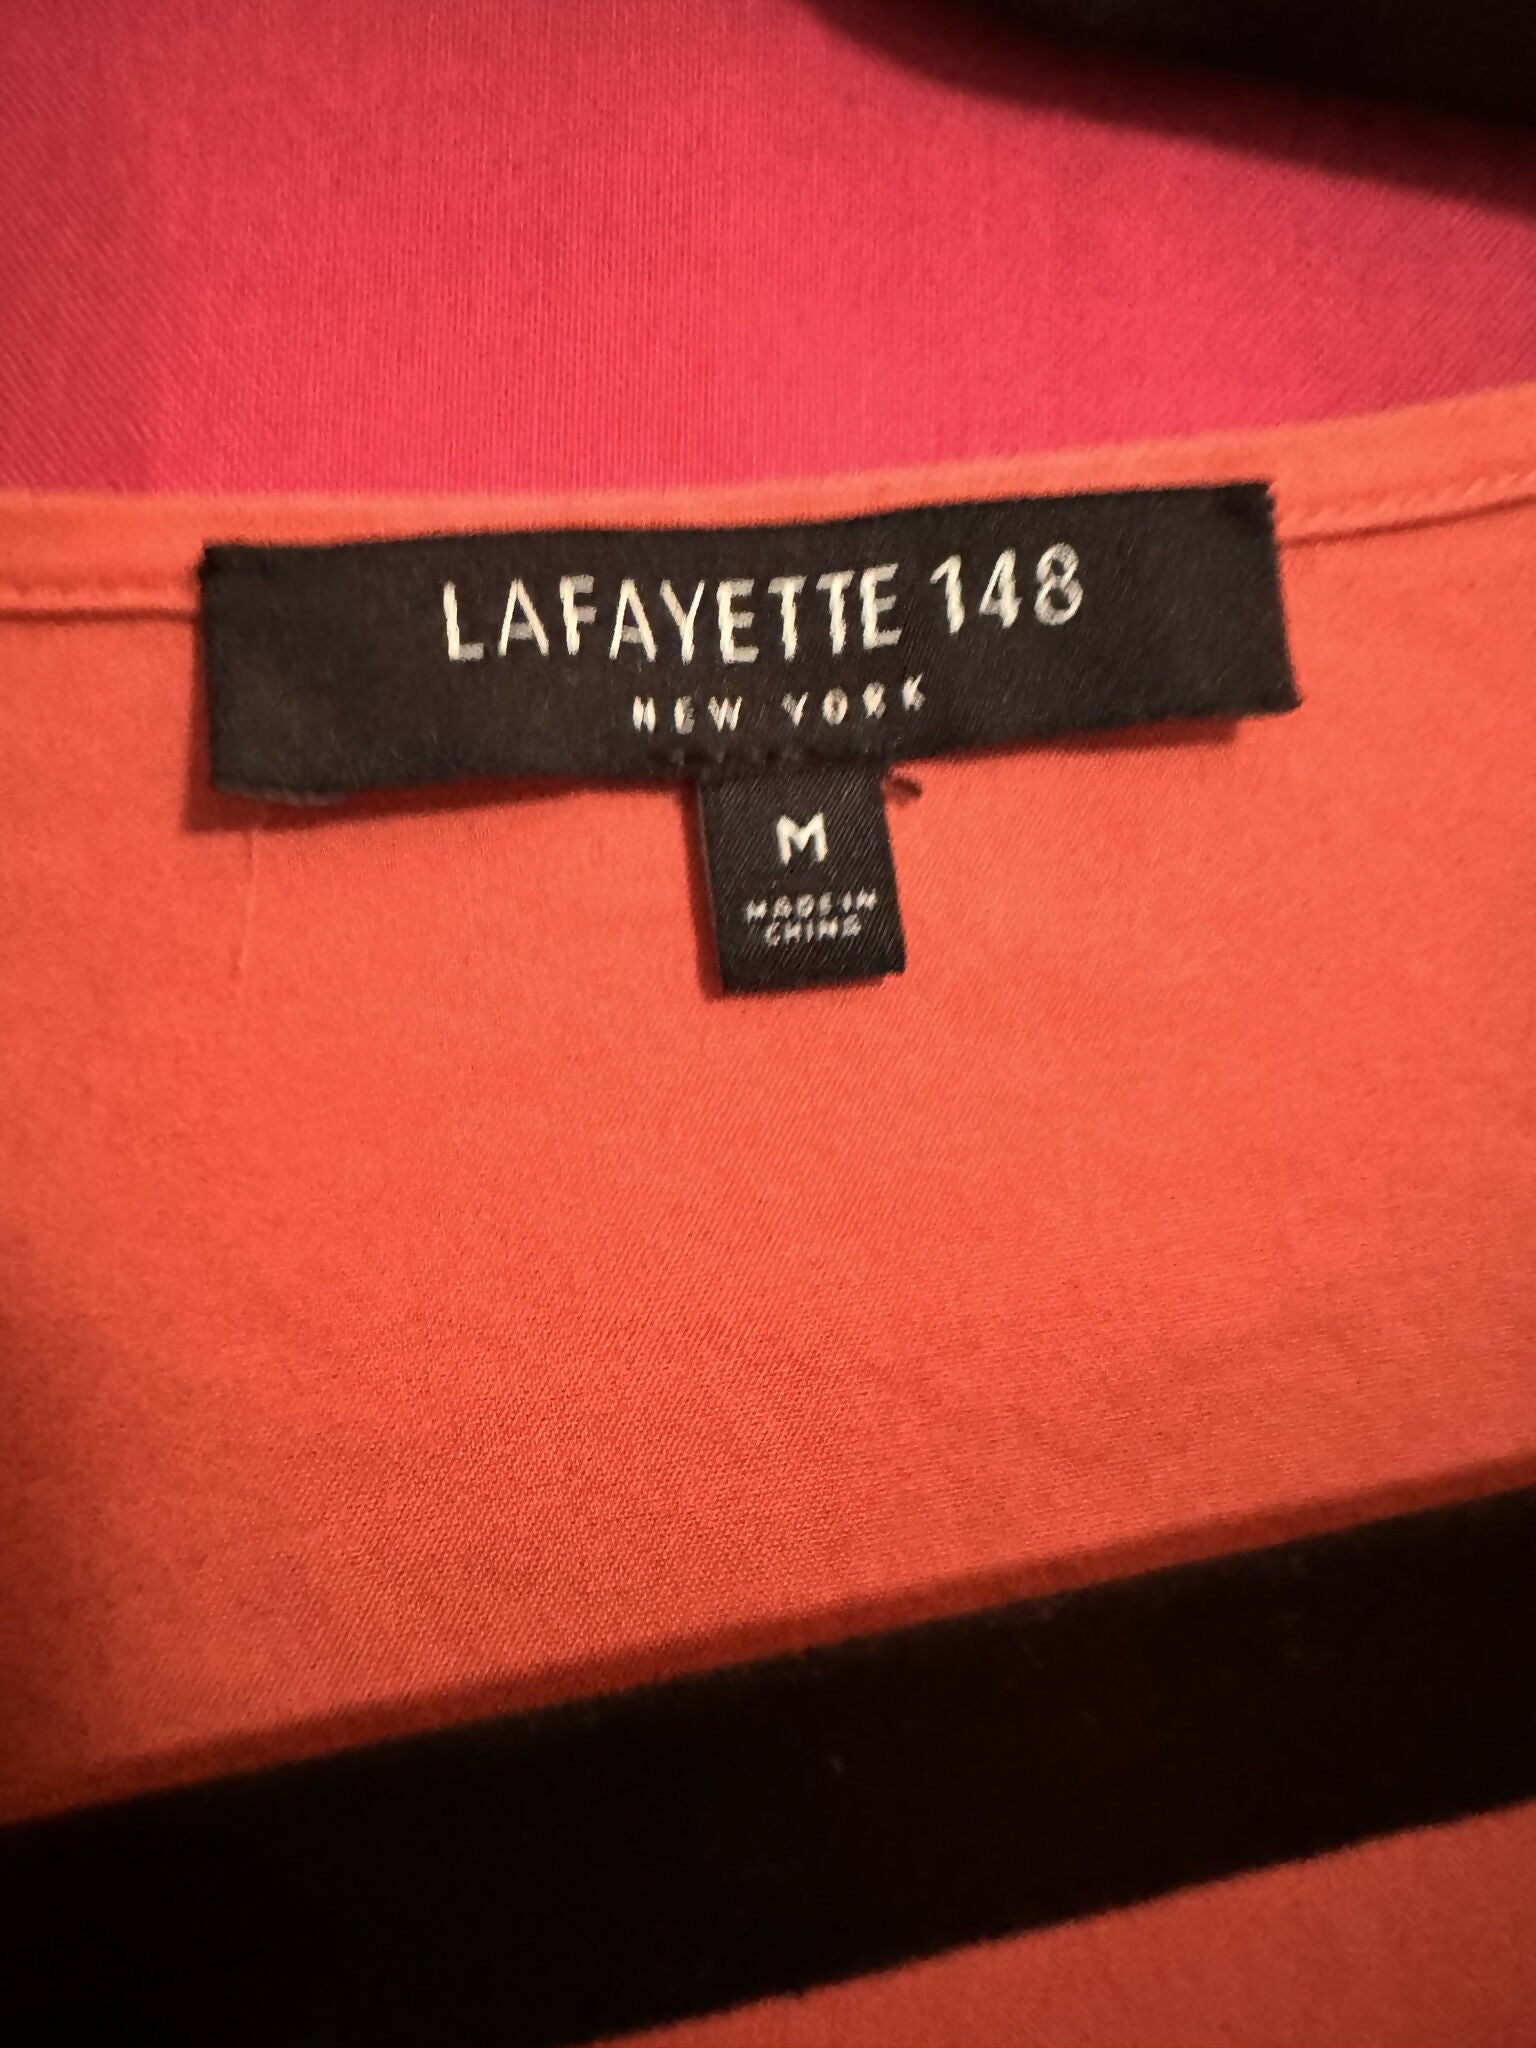 LAFAYETTE 148
NEW YORK
M
MADE IN
CHINA